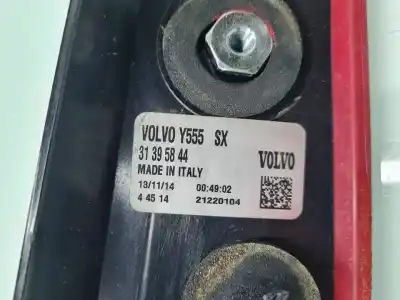 VOLVO Y555 SX
31 39 58 44
VOLVO
MADE IN ITALY
13/11/14 00:49:02
4 45 14 21220104